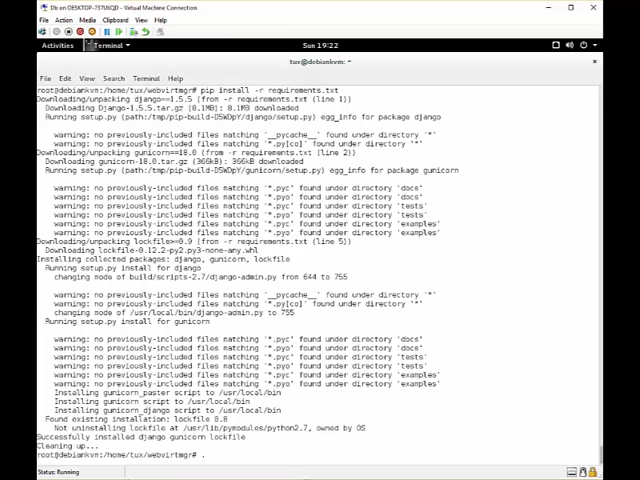 Db on DESKTOP-737U6QD - Virtual Machine Connection
File Action Media Clipboard View Help
Activities Terminal Sun 19:22
tux@debiankvm: ~
File Edit View Search Terminal Help
root@debiankvm:/home/tux/webvirtmgr# pip install -r requirements.txt
Downloading/unpacking django==1.5.5 (from -r requirements.txt (line 1))
Downloading Django-1.5.5.tar.gz (8.1MB): 8.1MB downloaded
Running setup.py (path:/tmp/pip-build-D5WDpY/django/setup.py) egg_info for package django
warning: no previously-included files matching '__pycache__' found under directory '*'
warning: no previously-included files matching '*.py[co]' found under directory '*'
Downloading/unpacking gunicorn==18.0 (from -r requirements.txt (line 2))
Downloading gunicorn-18.0.tar.gz (366kB): 366kB downloaded
Running setup.py (path:/tmp/pip-build-D5WDpY/gunicorn/setup.py) egg_info for package gunicorn
warning: no previously-included files matching '*.pyc' found under directory 'docs'
warning: no previously-included files matching '*.pyo' found under directory 'docs'
warning: no previously-included files matching '*.pyc' found under directory 'tests'
warning: no previously-included files matching '*.pyo' found under directory 'tests'
warning: no previously-included files matching '*.pyc' found under directory 'examples'
warning: no previously-included files matching '*.pyo' found under directory 'examples'
Downloading/unpacking lockfile>=0.9 (from -r requirements.txt (line 5))
Downloading lockfile-0.12.2-py2.py3-none-any.whl
Installing collected packages: django, gunicorn, lockfile
Running setup.py install for django
changing mode of build/scripts-2.7/django-admin.py from 644 to 755
warning: no previously-included files matching '__pycache__' found under directory '*'
warning: no previously-included files matching '*.py[co]' found under directory '*'
changing mode of /usr/local/bin/django-admin.py to 755
Running setup.py install for gunicorn
warning: no previously-included files matching '*.pyc' found under directory 'docs'
warning: no previously-included files matching '*.pyo' found under directory 'docs'
warning: no previously-included files matching '*.pyc' found under directory 'tests'
warning: no previously-included files matching '*.pyo' found under directory 'tests'
warning: no previously-included files matching '*.pyc' found under directory 'examples'
warning: no previously-included files matching '*.pyo' found under directory 'examples'
Installing gunicorn_paster script to /usr/local/bin
Installing gunicorn script to /usr/local/bin
Installing gunicorn_django script to /usr/local/bin
Found existing installation: lockfile 0.8
Not uninstalling lockfile at /usr/lib/pymodules/python2.7, owned by OS
Successfully installed django gunicorn lockfile
Cleaning up...
root@debiankvm:/home/tux/webvirtmgr# .
Status: Running